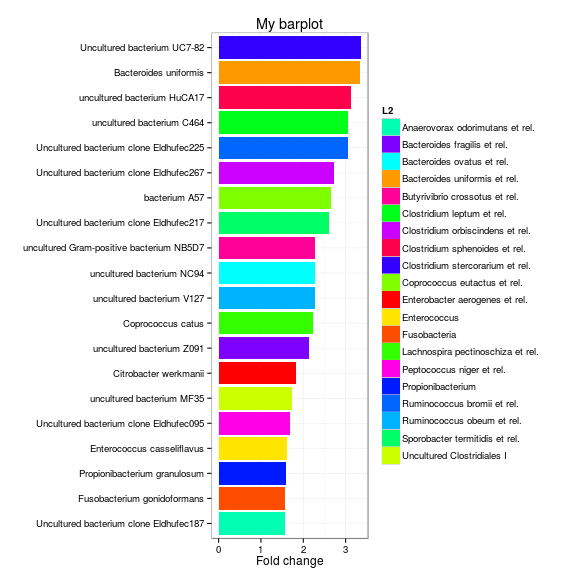 My barplot
Uncultured bacterium UC7-82
Bacteroides uniformis
uncultured bacterium HuCA17
uncultured bacterium C464
Uncultured bacterium clone Eldhufec225
Uncultured bacterium clone Eldhufec267
bacterium A57
Uncultured bacterium clone Eldhufec217
uncultured Gram-positive bacterium NB5D7
uncultured bacterium NC94
uncultured bacterium V127
Coprococcus catus
uncultured bacterium Z091
Citrobacter werkmanii
uncultured bacterium MF35
Uncultured bacterium clone Eldhufec095
Enterococcus casseliflavus
Propionibacterium granulosum
Fusobacterium gonidoformans
Uncultured bacterium clone Eldhufec187
0 1 2 3
Fold change
L2
Anaerovorax odorimutans et rel.
Bacteroides fragilis et rel.
Bacteroides ovatus et rel.
Bacteroides uniformis et rel.
Butyrivibrio crossotus et rel.
Clostridium leptum et rel.
Clostridium orbiscindens et rel.
Clostridium sphenoides et rel.
Clostridium stercorarium et rel.
Coprococcus eutactus et rel.
Enterobacter aerogenes et rel.
Enterococcus
Fusobacteria
Lachnospira pectinoschiza et rel.
Peptococcus niger et rel.
Propionibacterium
Ruminococcus bromii et rel.
Ruminococcus obeum et rel.
Sporobacter termitidis et rel.
Uncultured Clostridiales I